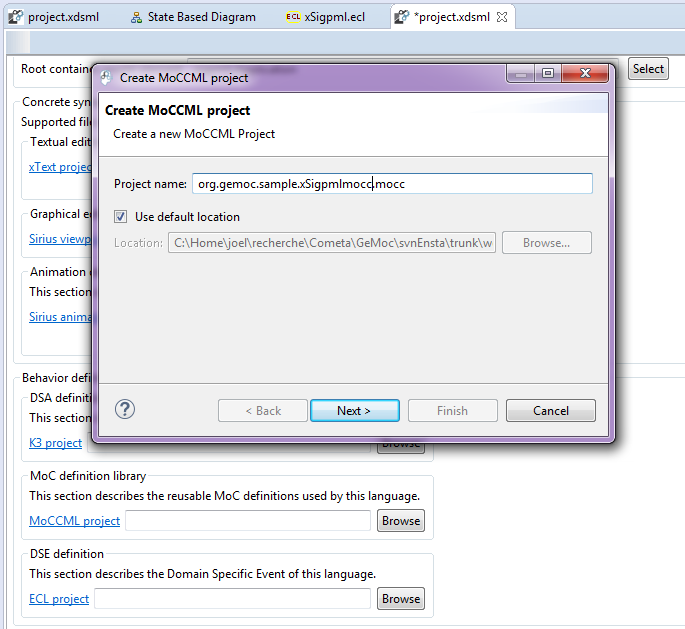 project.xdsml
State Based Diagram
ECL xSigpml.ecl
*project.xdsml
Root contain
Select
Create MoCCML project
Create MoCCML project
Create a new MoCCML Project
Project name: org.gemoc.sample.xSigpmlmocc.mocc
Use default location
Location: C:\Home\joel\recherche\Cometa\GeMoc\svnEnsta\trunk\w
Browse...
? < Back Next > Finish Cancel
Concrete syn
Supported file
Textual edit
xText projec
Graphical e
Sirius viewp
Animation
This section
Sirius anima
Behavior defi
DSA definiti
This section
K3 project
Browse
MoC definition library
This section describes the reusable MoC definitions used by this language.
MoCCML project Browse
DSE definition
This section describes the Domain Specific Event of this language.
ECL project Browse